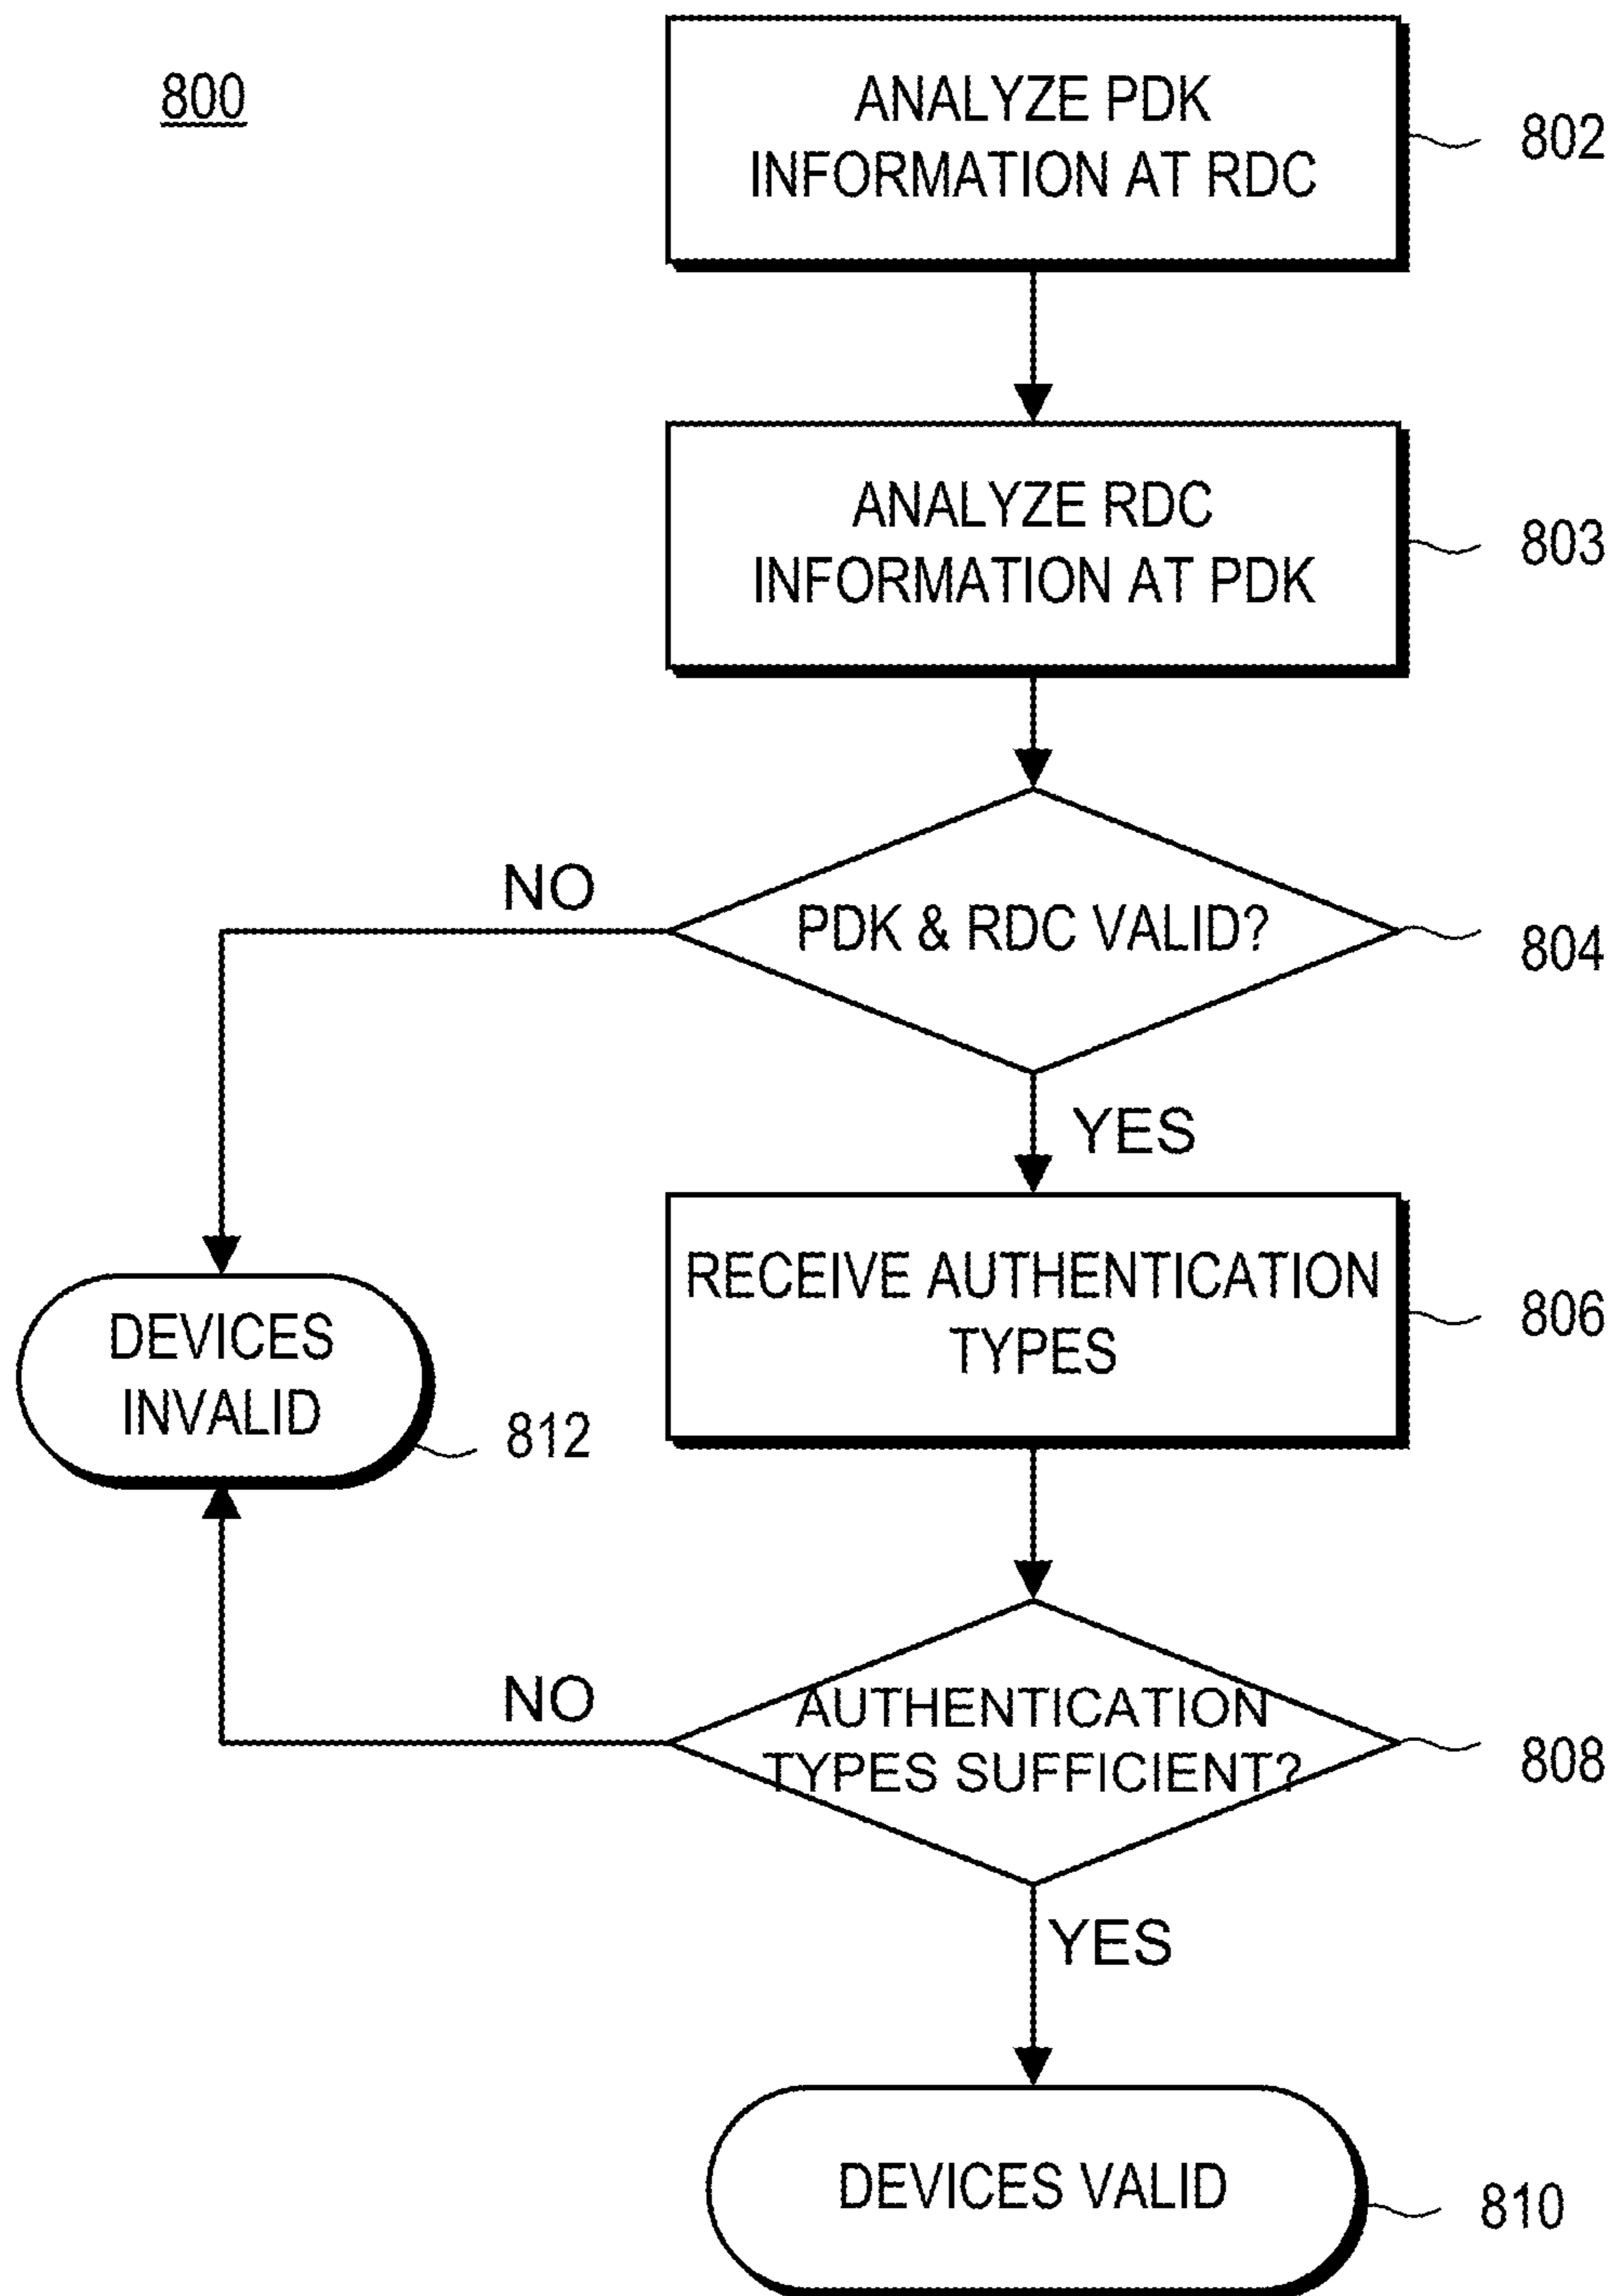 800
ANALYZE PDK
INFORMATION AT RDC
802
ANALYZE RDC
INFORMATION AT PDK
803
NO
PDK & RDC VALID?
804
YES
RECEIVE AUTHENTICATION
TYPES
806
DEVICES
INVALID
812
NO
AUTHENTICATION
TYPES SUFFICIENT?
808
YES
DEVICES VALID
810